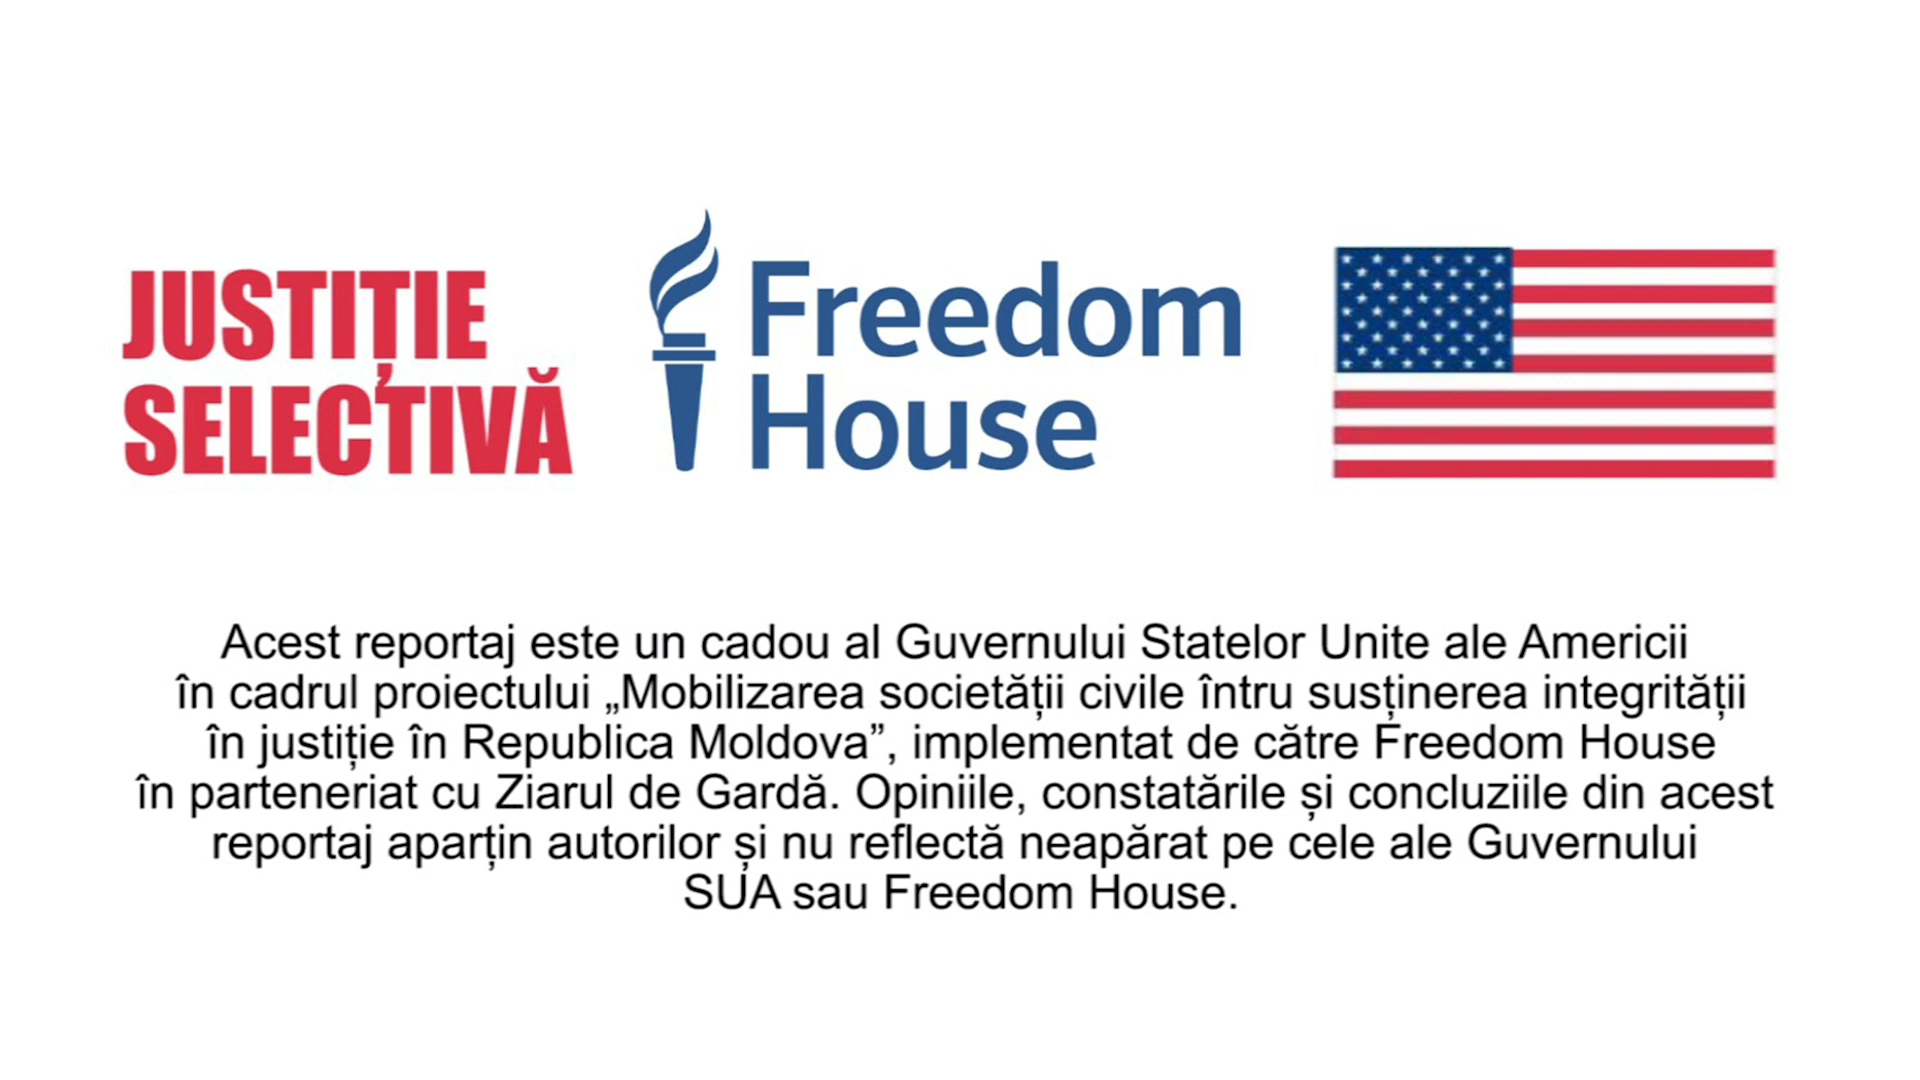 JUSTIȚIE
SELECTIVĂ
Freedom
House
Acest reportaj este un cadou al Guvernului Statelor Unite ale Americii
în cadrul proiectului „Mobilizarea societății civile întru susținerea integrității
în justiție în Republica Moldova”, implementat de către Freedom House
în parteneriat cu Ziarul de Gardă. Opiniile, constatările și concluziile din acest
reportaj aparțin autorilor și nu reflectă neapărat pe cele ale Guvernului
SUA sau Freedom House.